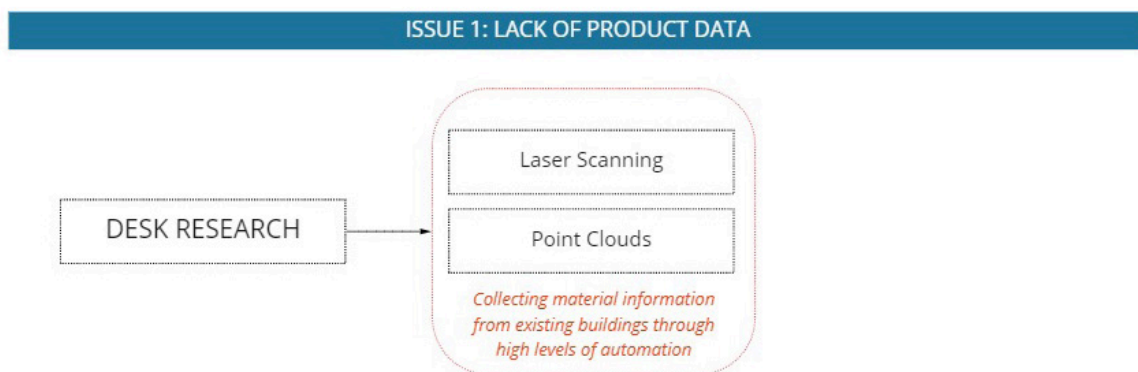 ISSUE 1: LACK OF PRODUCT DATA
Laser Scanning
DESK RESEARCH
Point Clouds
Collecting material information
from existing buildings through
high levels of automation